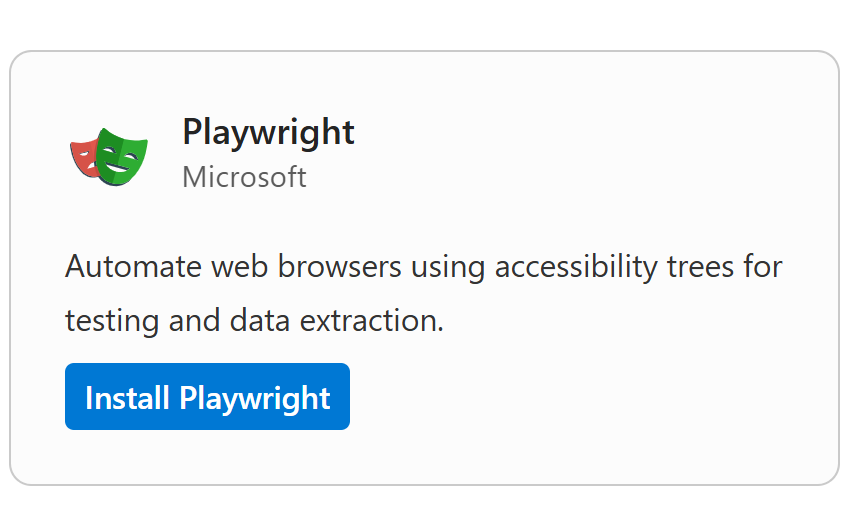 Playwright
Microsoft
Automate web browsers using accessibility trees for
testing and data extraction.
Install Playwright